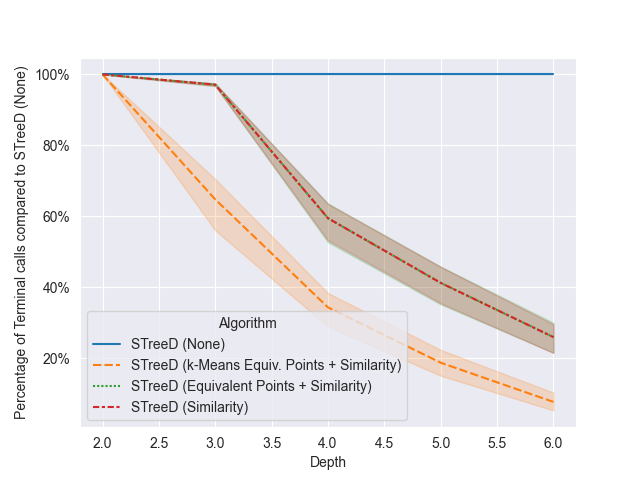 Percentage of Terminal calls compared to STreeD (None)
100%
80%
60%
40%
20%
Algorithm
STreeD (None)
STreeD (k-Means Equiv. Points + Similarity)
STreeD (Equivalent Points + Similarity)
STreeD (Similarity)
2.0 2.5 3.0 3.5 4.0 4.5 5.0 5.5 6.0
Depth